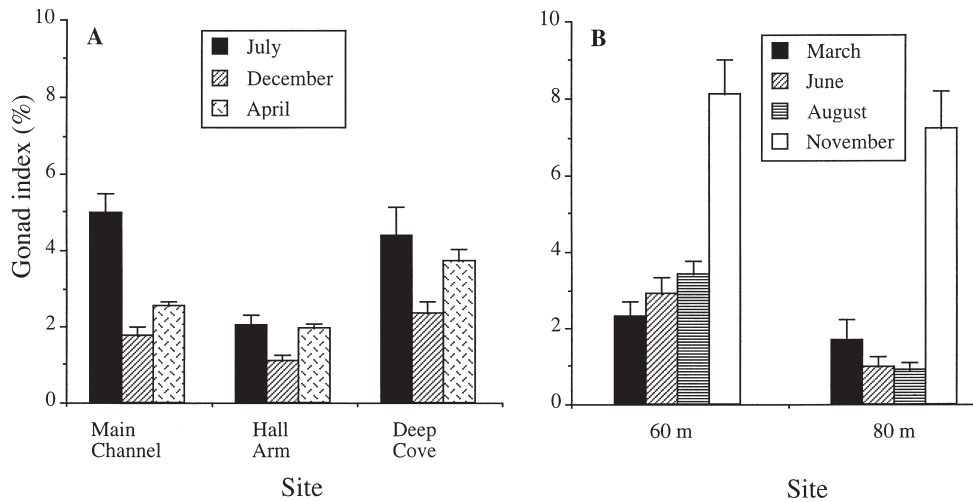 A
July
December
April
Gonad index (%)
10
8
6
4
2
0
Main
Channel
Hall
Arm
Deep
Cove
Site
B
March
June
August
November
10
8
6
4
2
0
60 m
80 m
Site